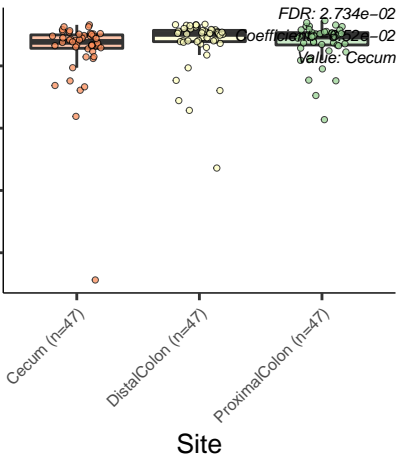 FDR: 2.734e−02
Value: Cecum
Cecum (n=47)
DistalColon (n=47)
ProximalColon (n=47)
Site